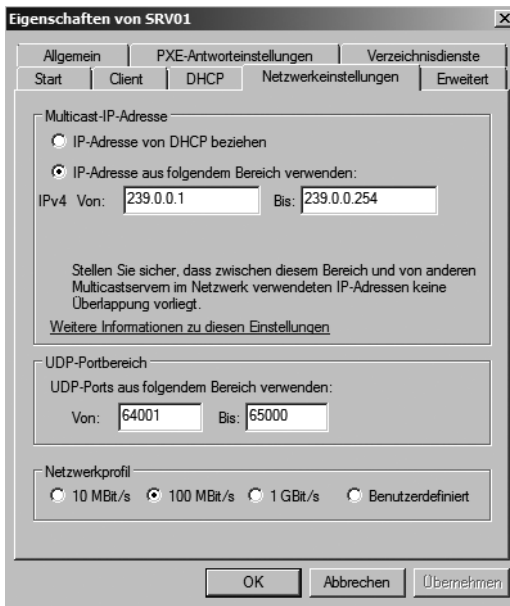 Eigenschaften von SRV01
Allgemein PXE-Antworteinstellungen Verzeichnisdienste
Start Client DHCP Netzwerkeinstellungen Erweitert
Multicast-IP-Adresse
IP-Adresse von DHCP beziehen
IP-Adresse aus folgendem Bereich verwenden:
IPv4 Von: 239.0.0.1 Bis: 239.0.0.254
Stellen Sie sicher, dass zwischen diesem Bereich und von anderen
Multicastservern im Netzwerk verwendeten IP-Adressen keine
Überlappung vorliegt.
Weitere Informationen zu diesen Einstellungen
UDP-Portbereich
UDP-Ports aus folgendem Bereich verwenden:
Von: 64001 Bis: 65000
Netzwerkprofil
10 MBit/s 100 MBit/s 1 GBit/s Benutzerdefiniert
OK Abbrechen Übernehmen